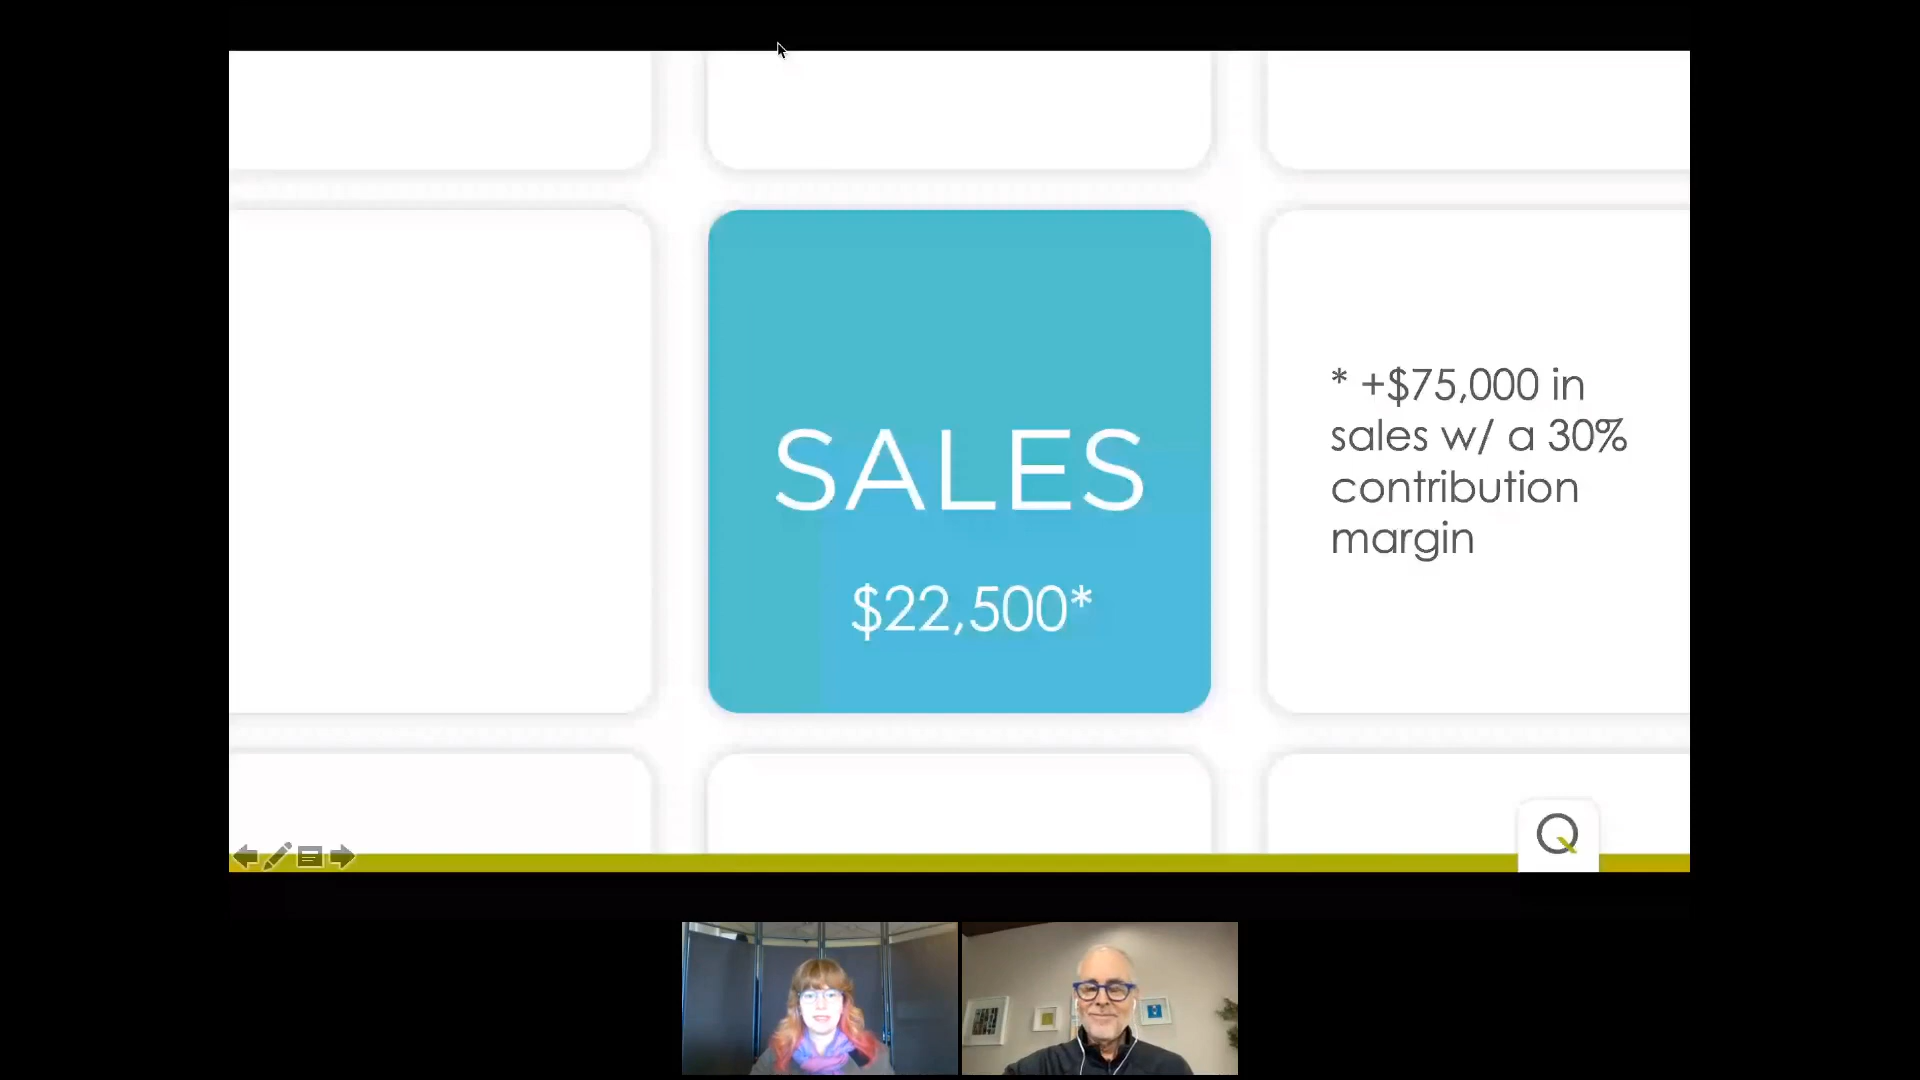 SALES
$22,500*
* +$75,000 in
sales w/ a 30%
contribution
margin
Q